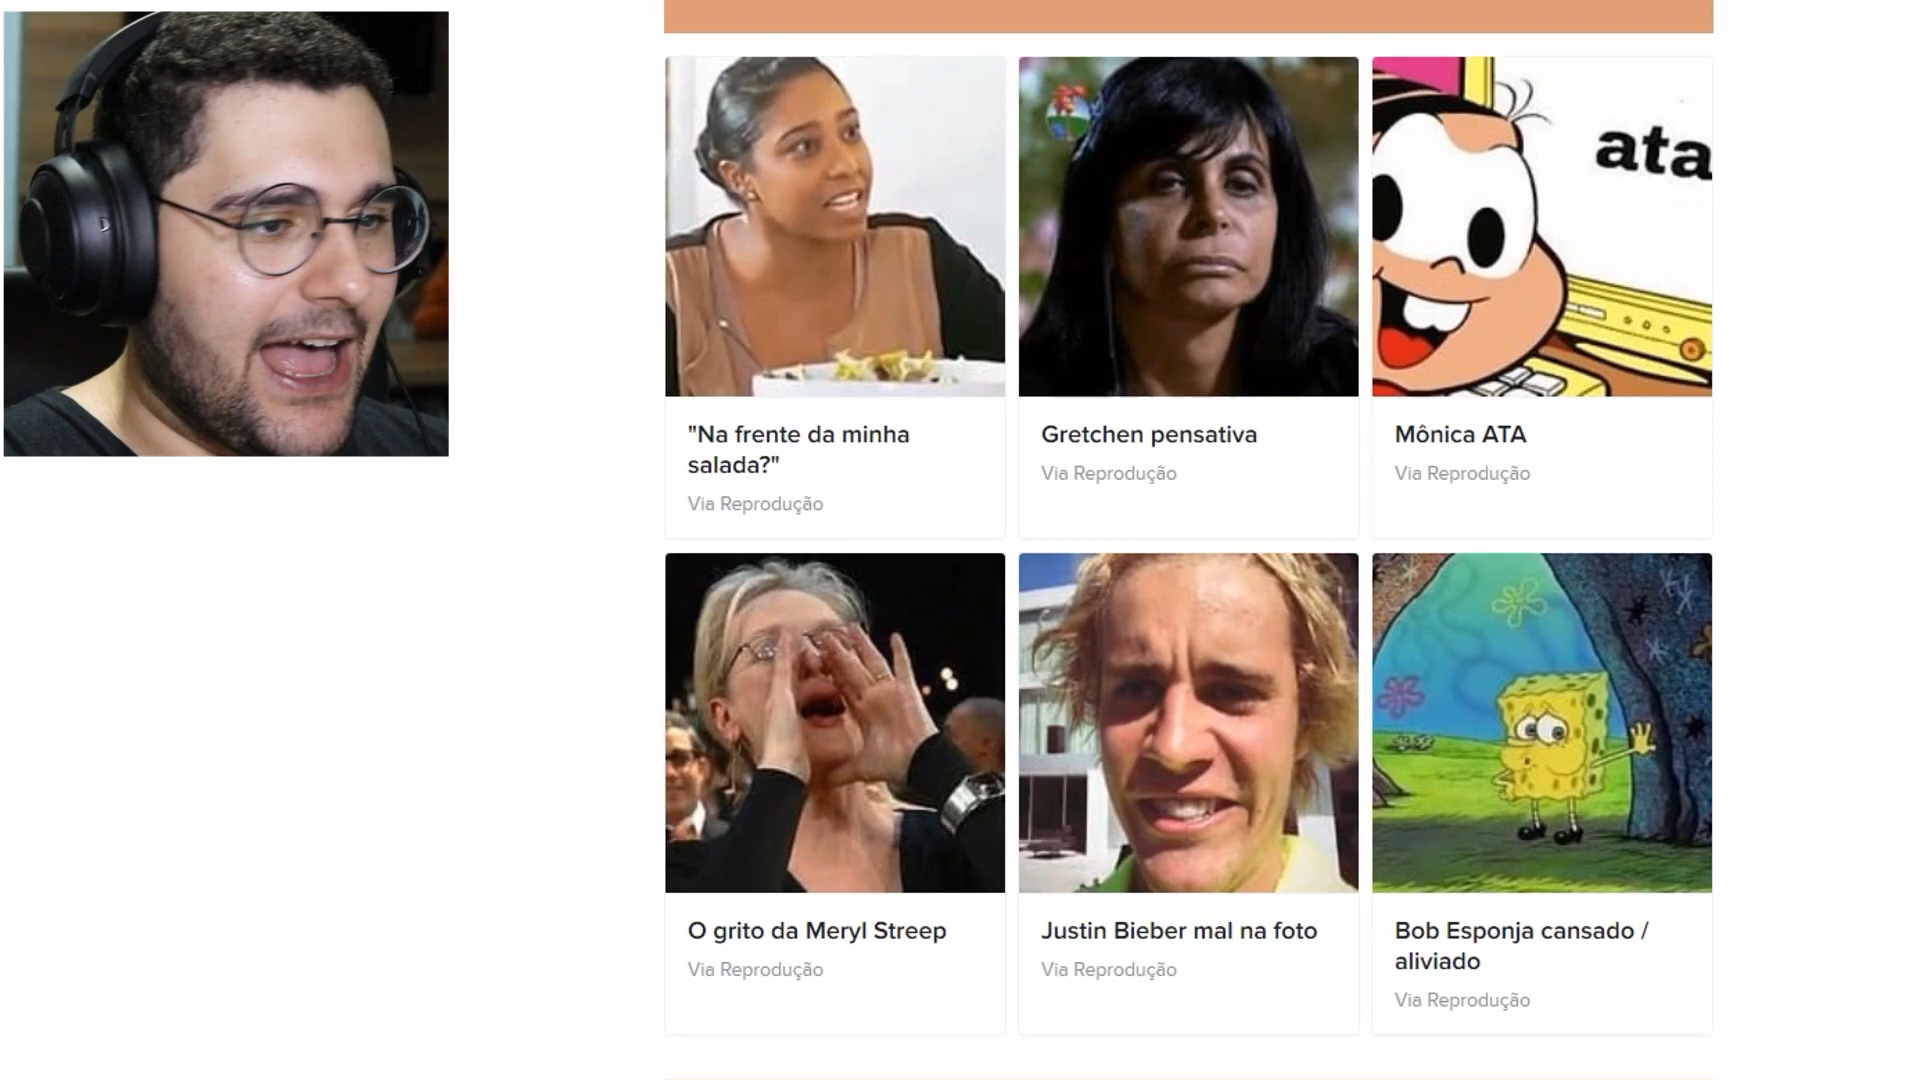 ata
"Na frente da minha
salada?"
Via Reprodução
Gretchen pensativa
Via Reprodução
Mônica ATA
Via Reprodução
O grito da Meryl Streep
Via Reprodução
Justin Bieber mal na foto
Via Reprodução
Bob Esponja cansado /
aliviado
Via Reprodução